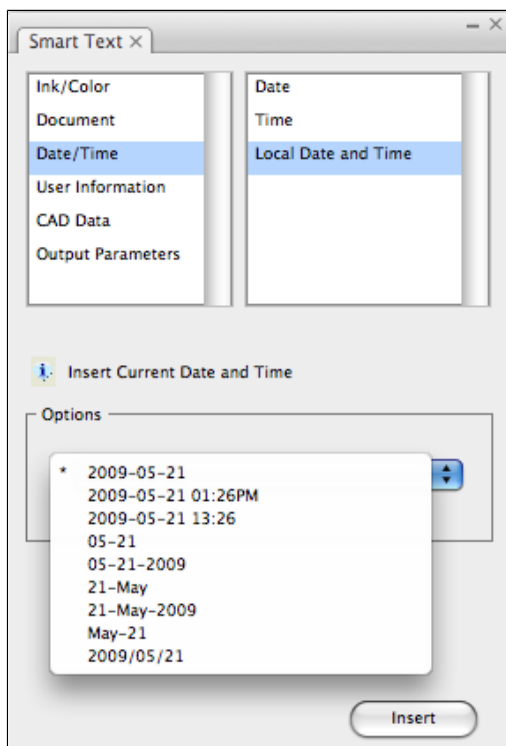 Smart Text
Ink/Color
Document
Date/Time
User Information
CAD Data
Output Parameters
Date
Time
Local Date and Time
Insert Current Date and Time
Options
* 2009-05-21
2009-05-21 01:26PM
2009-05-21 13:26
05-21
05-21-2009
21-May
21-May-2009
May-21
2009/05/21
Insert